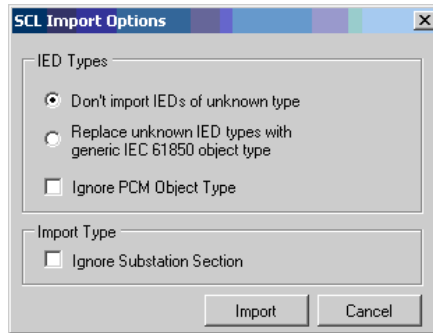 SCL Import Options
IED Types
Don't import IEDs of unknown type
Replace unknown IED types with
generic IEC 61850 object type
Ignore PCM Object Type
Import Type
Ignore Substation Section
Import
Cancel